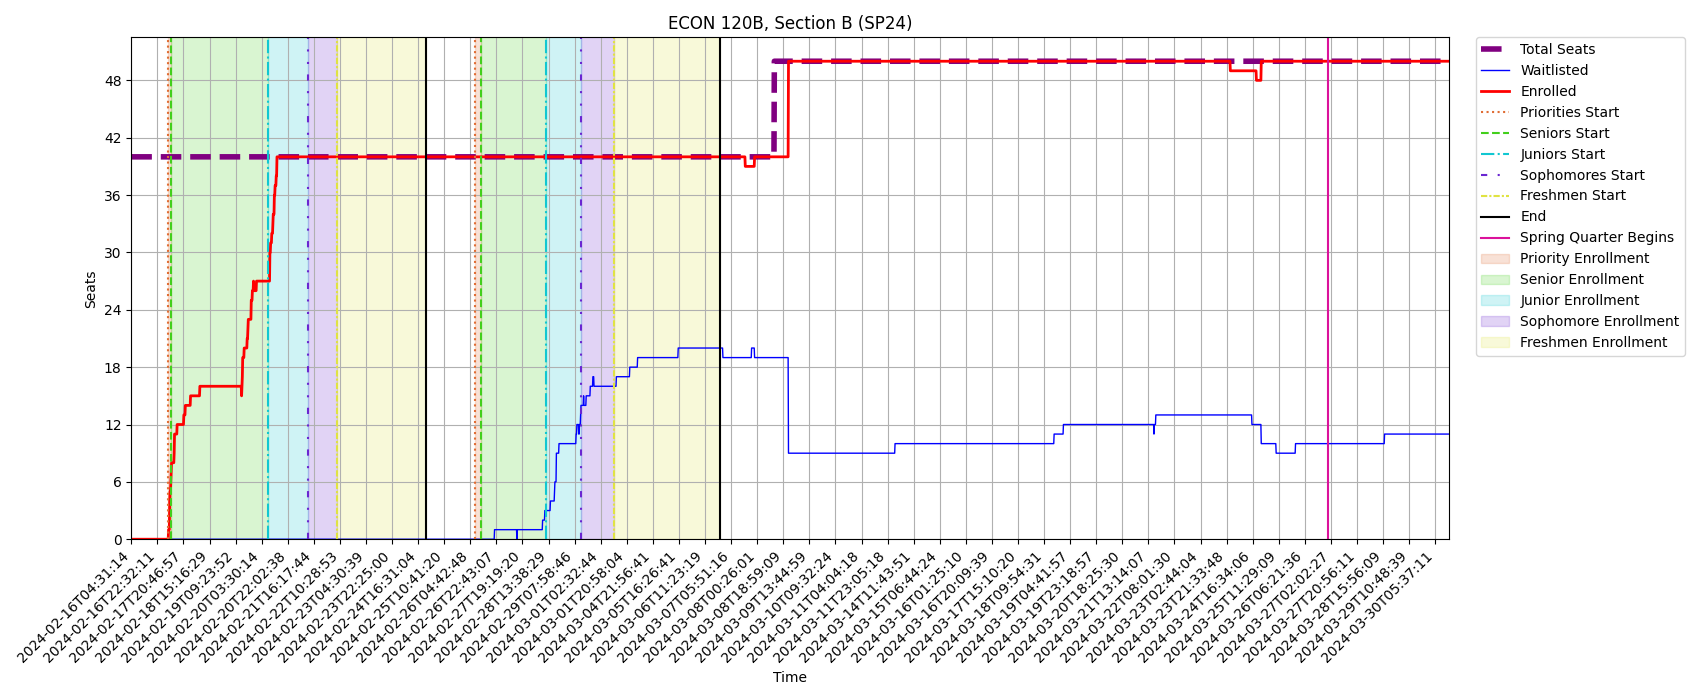 ECON 120B, Section B (SP24)
Seats
48
42
36
30
24
18
12
6
0
2024-02-16T04:31:14
2024-02-16T22:32:11
2024-02-17T20:46:57
2024-02-18T15:16:29
2024-02-19T09:23:52
2024-02-20T03:30:14
2024-02-20T22:02:38
2024-02-21T16:17:44
2024-02-22T10:28:53
2024-02-23T04:30:39
2024-02-23T22:25:00
2024-02-24T16:31:04
2024-02-25T10:41:20
2024-02-26T04:42:48
2024-02-26T22:43:07
2024-02-27T19:19:20
2024-02-28T13:38:29
2024-02-29T07:58:46
2024-03-01T02:32:44
2024-03-01T20:58:04
2024-03-04T21:56:41
2024-03-05T16:26:41
2024-03-06T11:23:19
2024-03-07T05:51:16
2024-03-08T00:26:01
2024-03-08T18:59:09
2024-03-09T13:44:59
2024-03-10T09:32:24
2024-03-11T04:04:18
2024-03-11T23:05:18
2024-03-14T11:43:51
2024-03-15T06:44:24
2024-03-16T01:25:10
2024-03-16T20:09:39
2024-03-17T15:10:20
2024-03-18T09:54:31
2024-03-19T04:41:57
2024-03-19T23:18:57
2024-03-20T18:25:30
2024-03-21T13:14:07
2024-03-22T08:01:30
2024-03-23T02:44:04
2024-03-23T21:33:48
2024-03-24T16:34:06
2024-03-25T11:29:09
2024-03-26T06:21:36
2024-03-27T02:02:27
2024-03-27T20:56:11
2024-03-28T15:56:09
2024-03-29T10:48:39
2024-03-30T05:37:11
Time
Total Seats
Waitlisted
Enrolled
Priorities Start
Seniors Start
Juniors Start
Sophomores Start
Freshmen Start
End
Spring Quarter Begins
Priority Enrollment
Senior Enrollment
Junior Enrollment
Sophomore Enrollment
Freshmen Enrollment